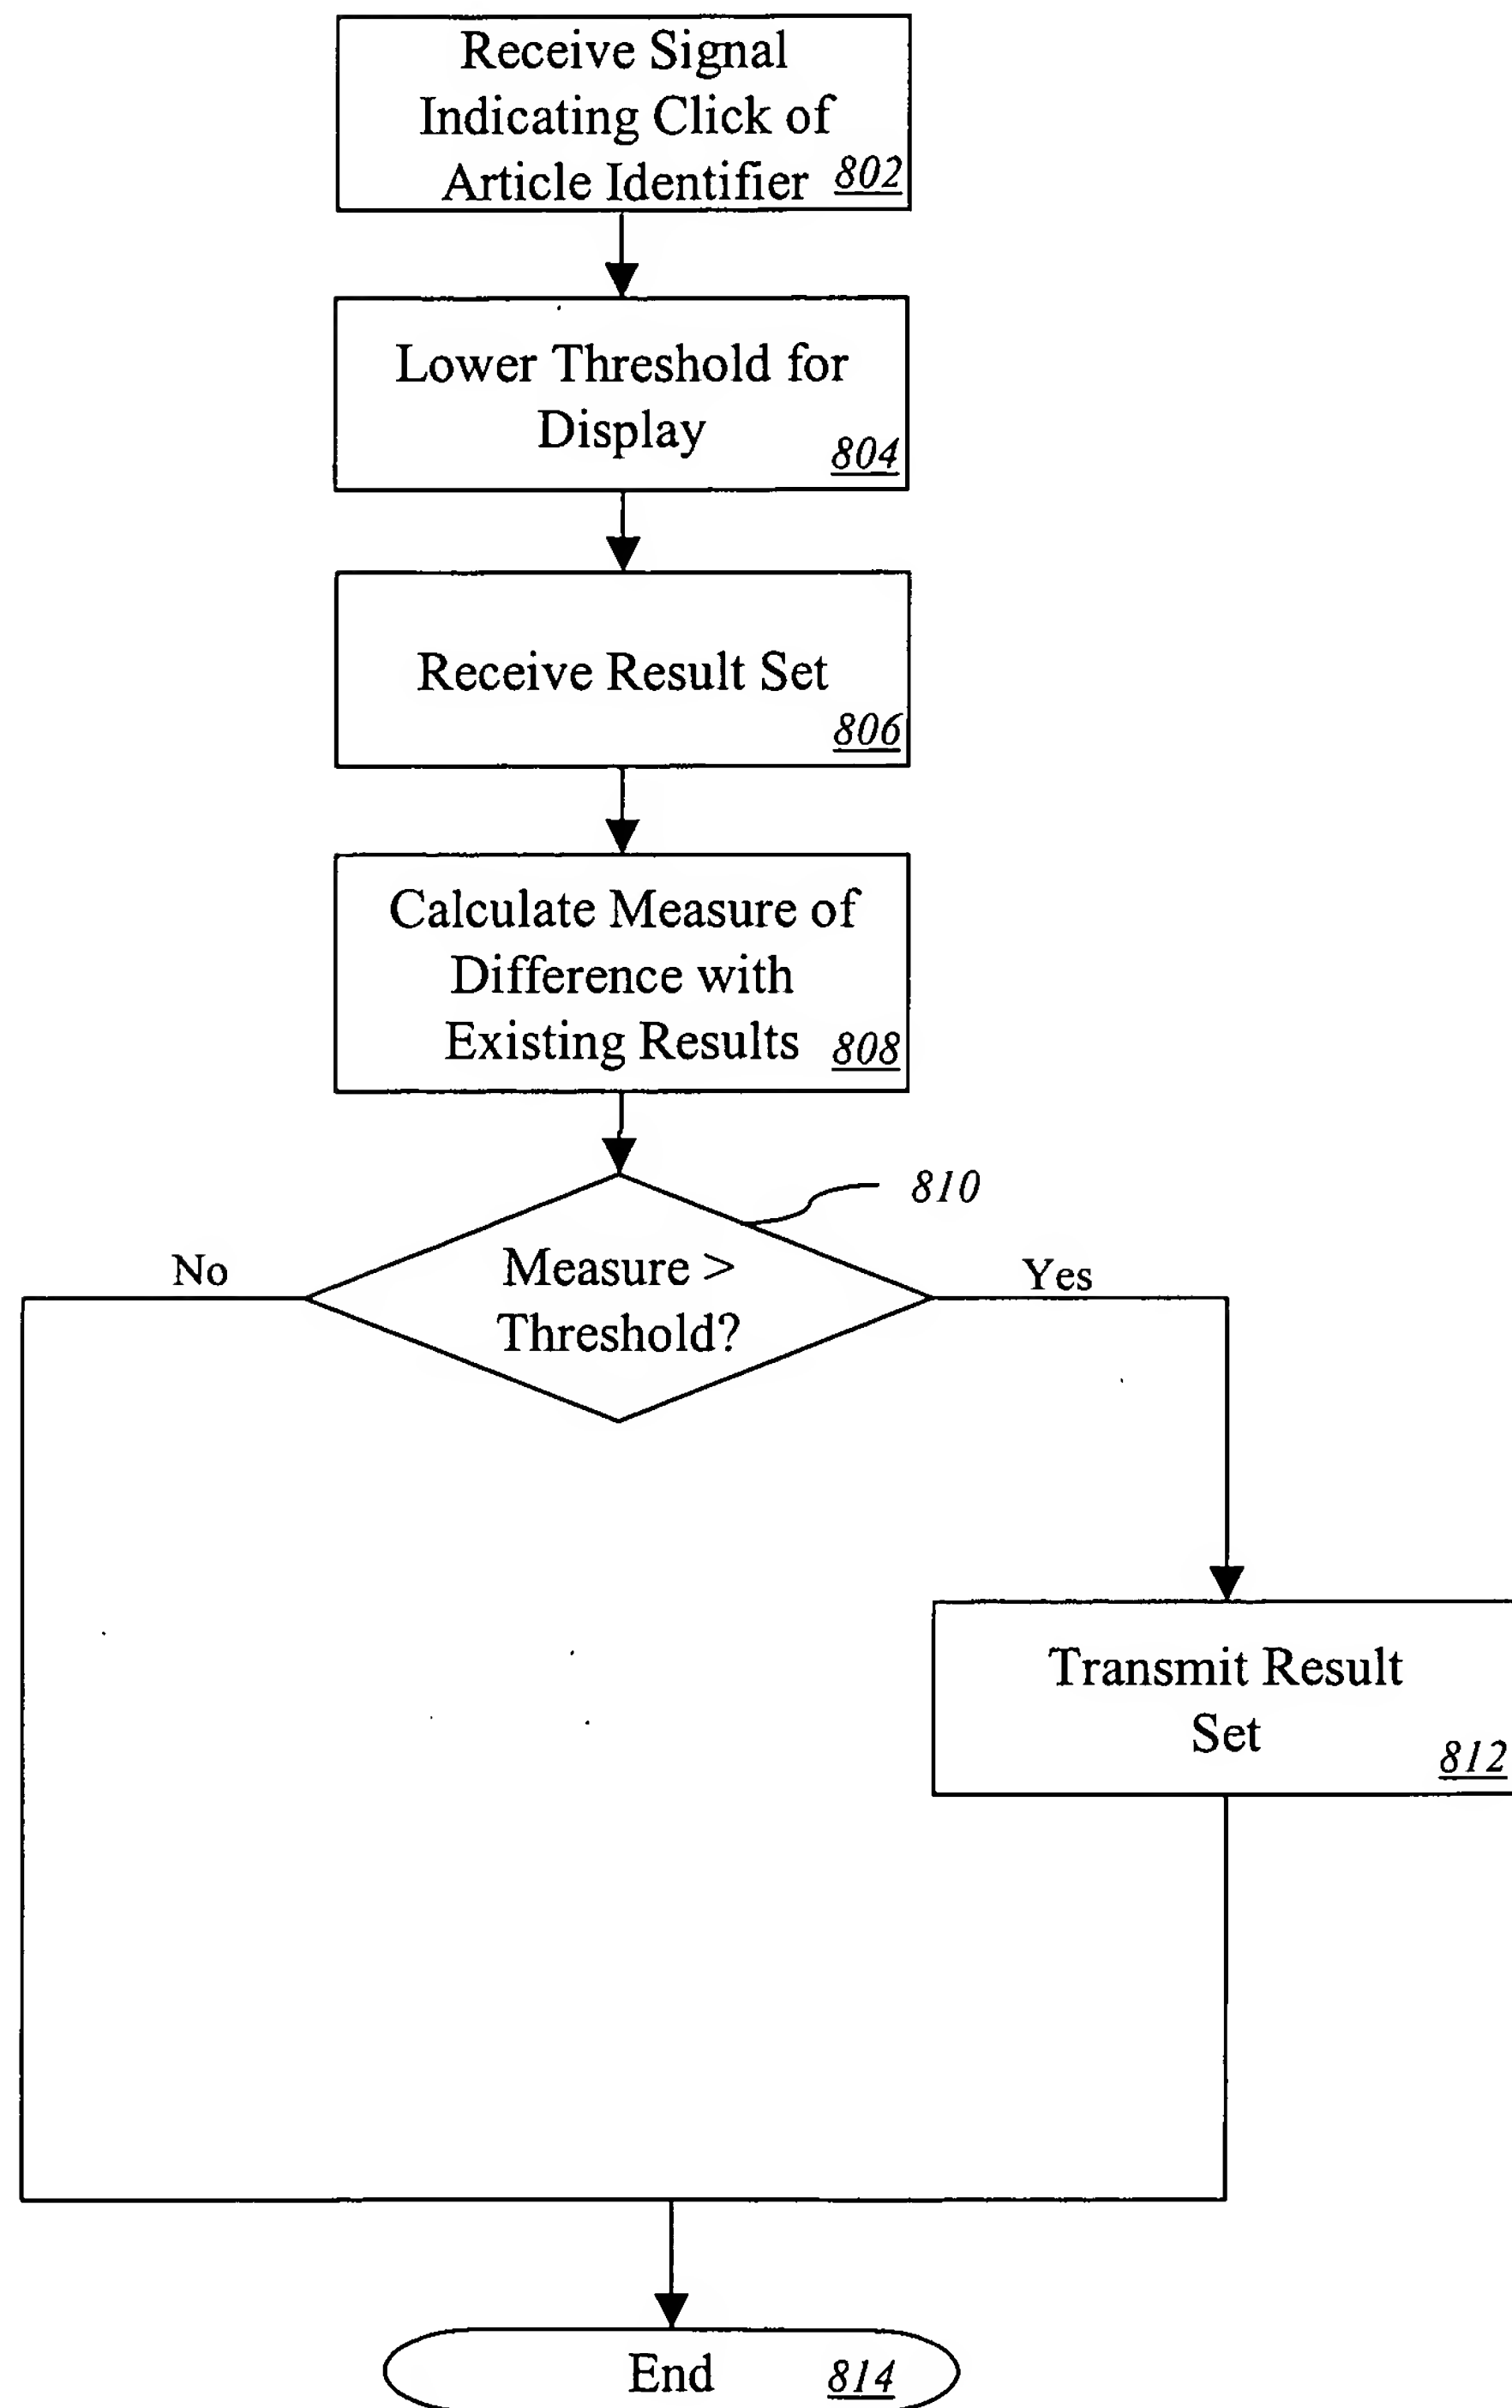 Receive Signal
Indicating Click of
Article Identifier 802
Lower Threshold for
Display
804
Receive Result Set
806
Calculate Measure of
Difference with
Existing Results 808
810
No
Measure >
Threshold?
Yes
Transmit Result
Set
812
End 814